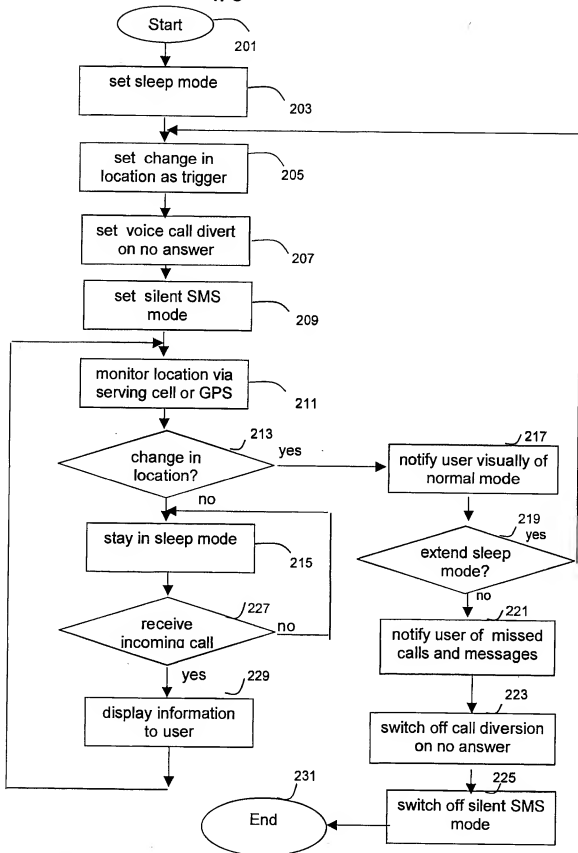 Start
201
set sleep mode
203
set change in
location as trigger
205
set voice call divert
on no answer
207
set silent SMS
mode
209
monitor location via
serving cell or GPS
211
213
change in
location?
yes
no
217
notify user visually of
normal mode
stay in sleep mode
215
219
yes
extend sleep
mode?
no
227
receive
incoming call
no
yes
221
notify user of missed
calls and messages
229
display information
to user
223
switch off call diversion
on no answer
225
switch off silent SMS
mode
231
End